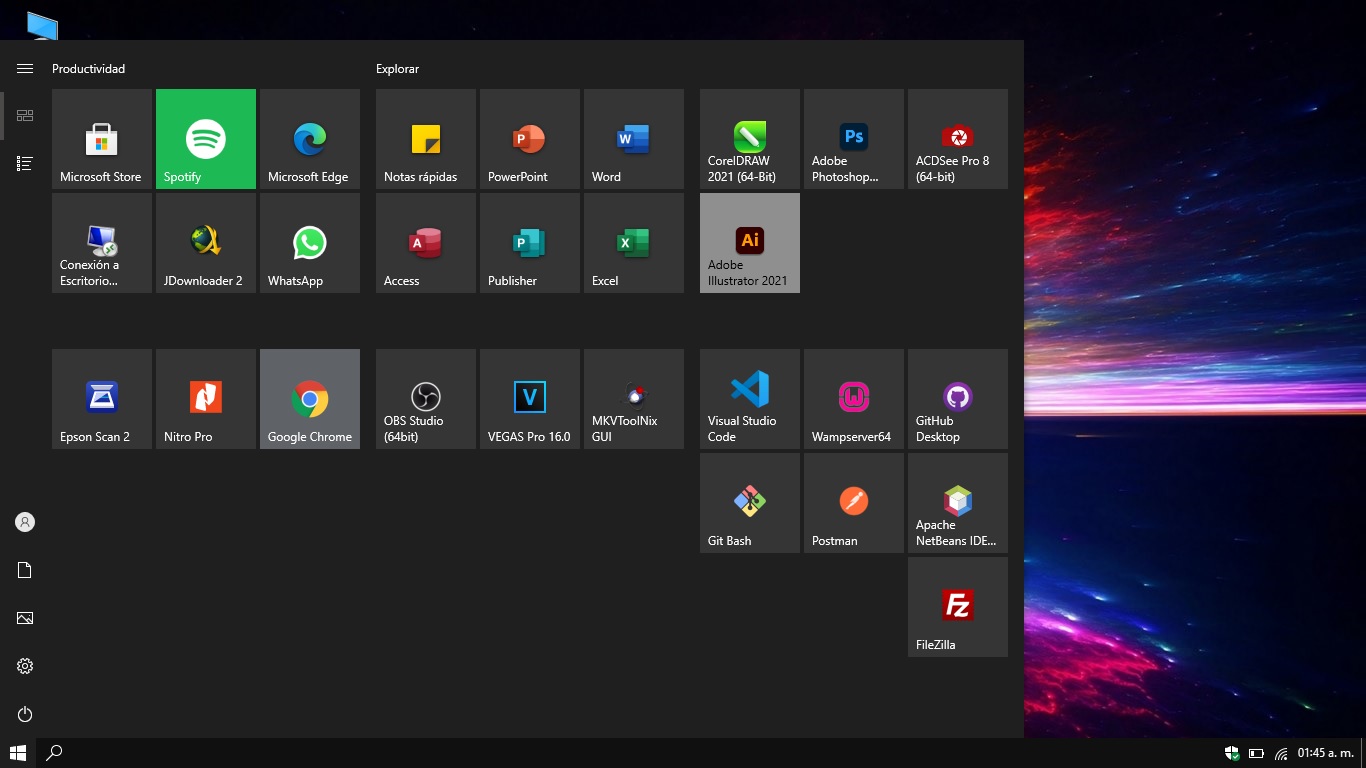 Productividad
Explorar
Microsoft Store
Spotify
Microsoft Edge
Notas rápidas
P
PowerPoint
W
Word
CorelDRAW
2021 (64-Bit)
Ps
Adobe
Photoshop...
ACDSee Pro 8
(64-bit)
Conexión a
Escritorio...
JDownloader 2
WhatsApp
A
Access
P
Publisher
X
Excel
Ai
Adobe
Illustrator 2021
Epson Scan 2
Nitro Pro
Google Chrome
OBS Studio
(64bit)
V
VEGAS Pro 16.0
MKVToolNix
GUI
Visual Studio
Code
W
Wampserver64
GitHub
Desktop
Git Bash
Postman
Apache
NetBeans IDE...
Fz
FileZilla
01:45 a. m.